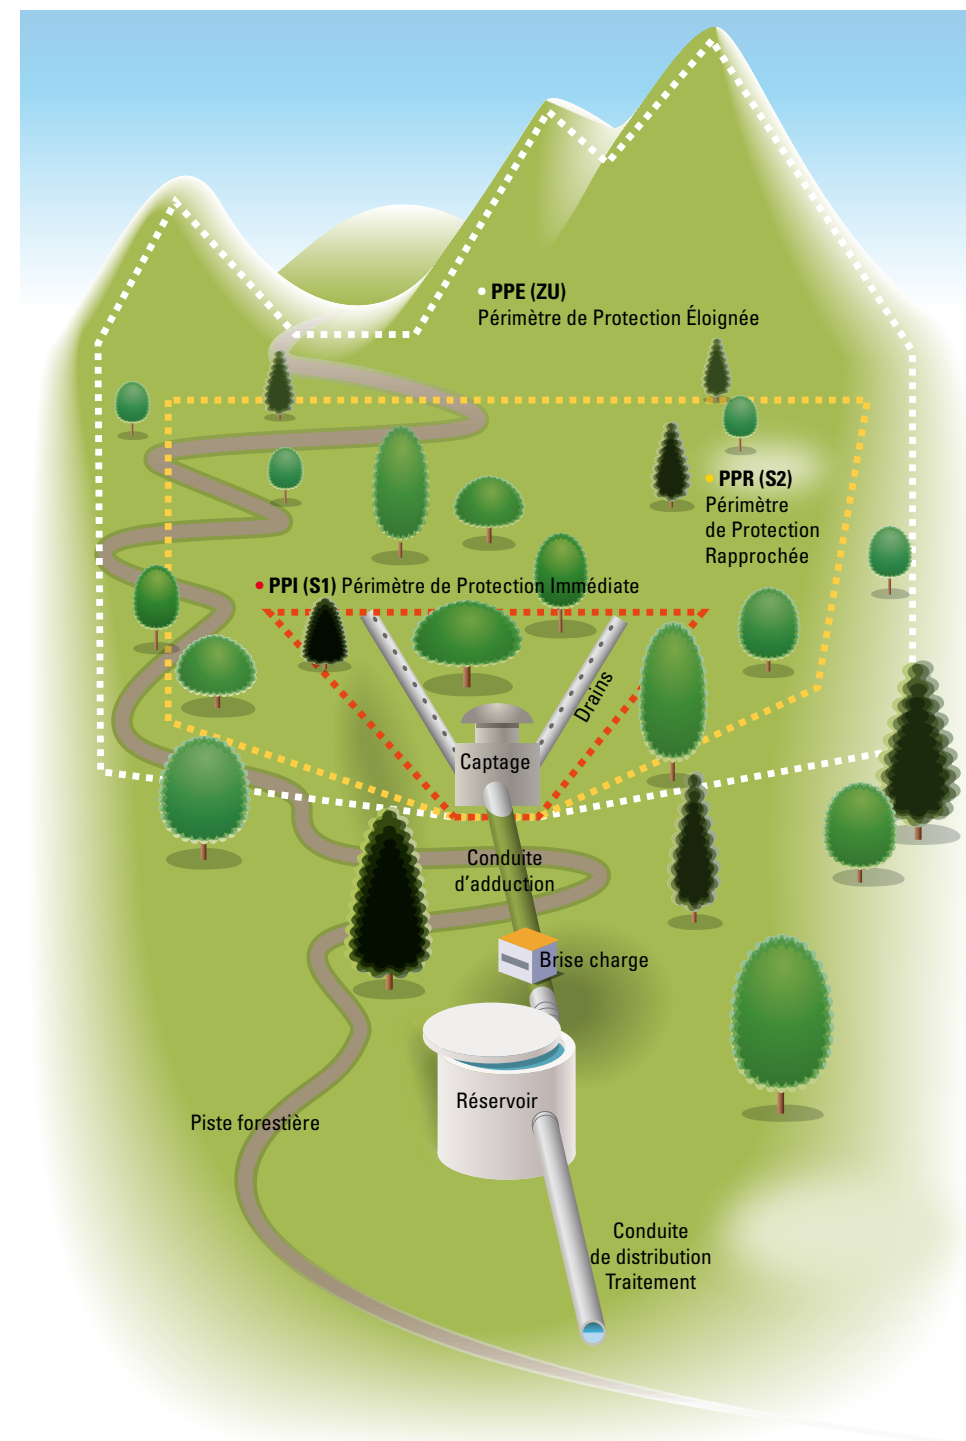 • PPE (ZU)
Périmètre de Protection Éloignée
• PPR (S2)
Périmètre
de Protection
Rapprochée
• PPI (S1) Périmètre de Protection Immédiate
Drains
Captage
Conduite
d'adduction
Brise charge
Réservoir
Piste forestière
Conduite
de distribution
Traitement